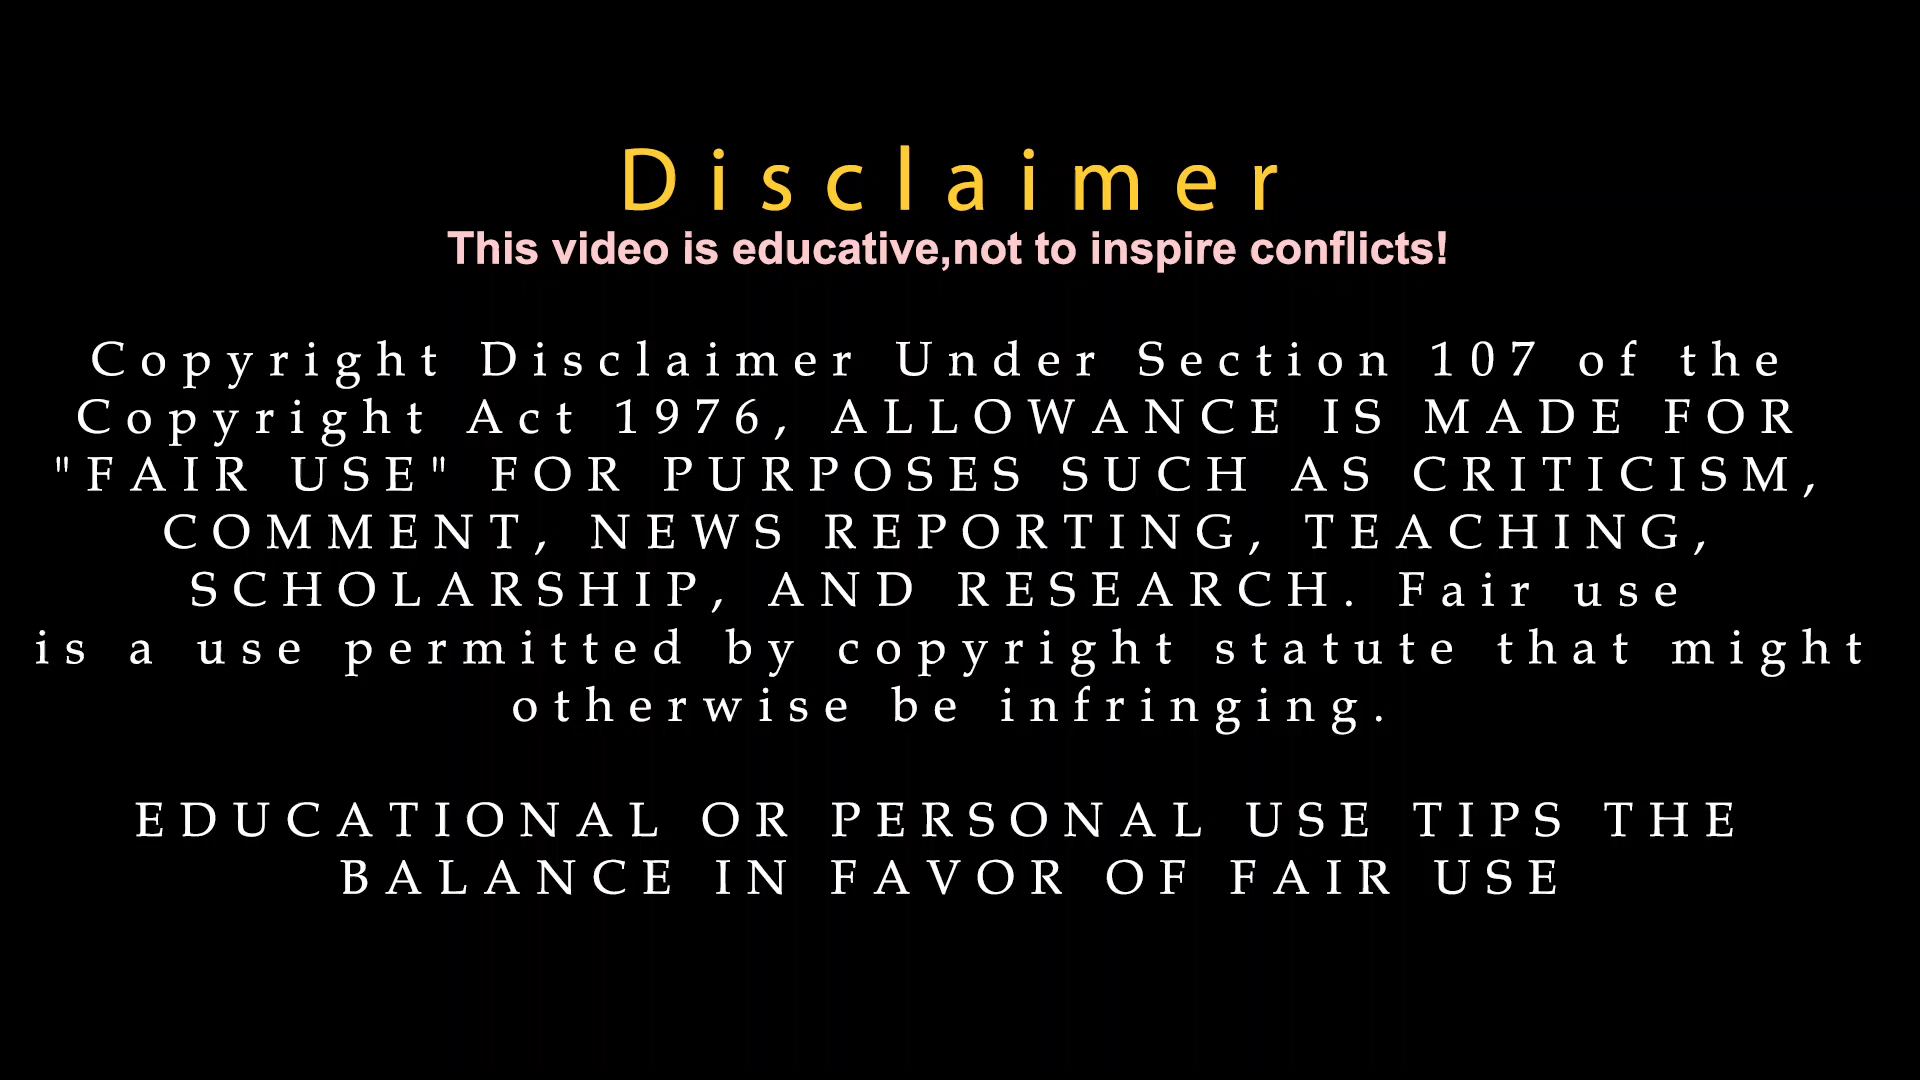 Disclaimer
This video is educative,not to inspire conflicts!
Copyright Disclaimer Under Section 107 of the
Copyright Act 1976, ALLOWANCE IS MADE FOR
"FAIR USE" FOR PURPOSES SUCH AS CRITICISM,
COMMENT, NEWS REPORTING, TEACHING,
SCHOLARSHIP, AND RESEARCH. Fair use
is a use permitted by copyright statute that might
otherwise be infringing.
EDUCATIONAL OR PERSONAL USE TIPS THE
BALANCE IN FAVOR OF FAIR USE